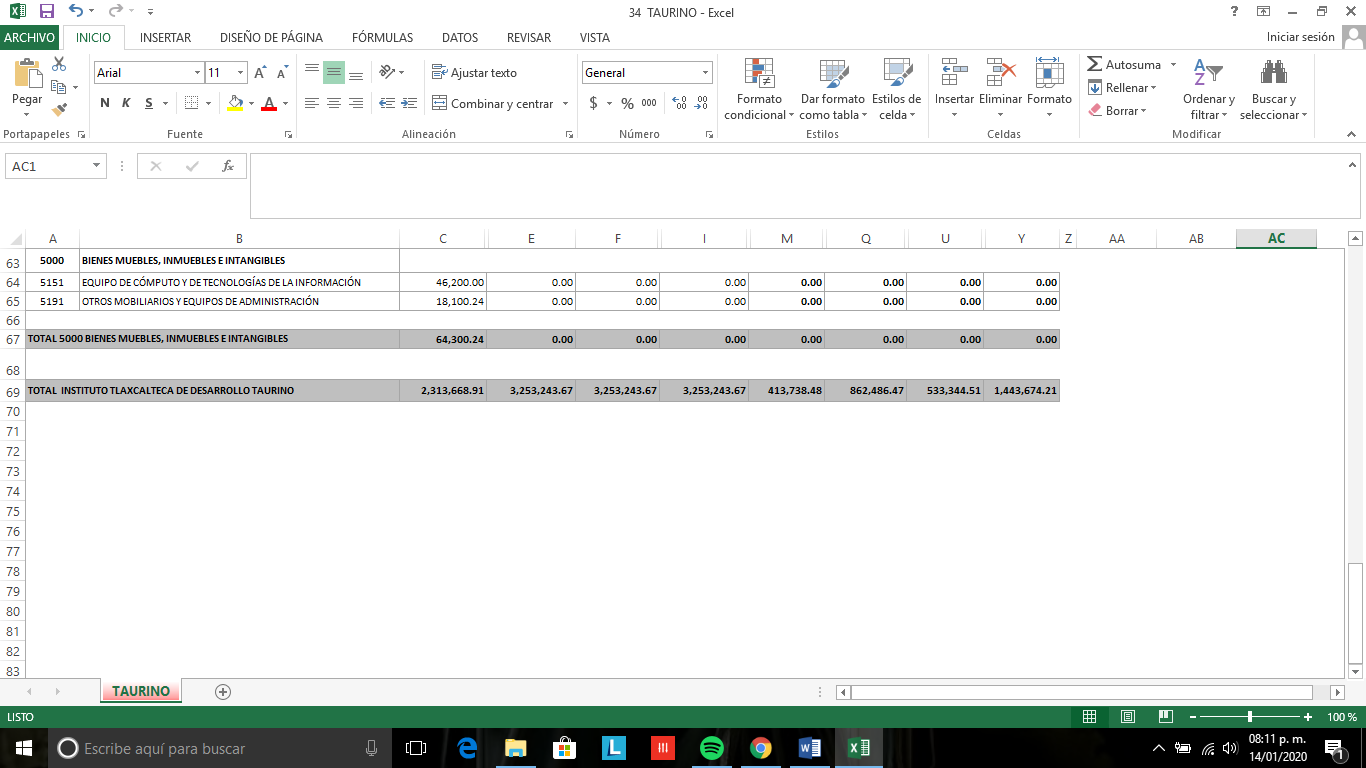 34 TAURINO - Excel
ARCHIVO INICIO INSERTAR DISEÑO DE PÁGINA FÓRMULAS DATOS REVISAR VISTA Iniciar sesión
Arial 11 Ajustar texto General Autosuma
Pegar Rellenar
N K S Combinar y centrar $ % 000 Borrar
Formato condicional
Dar formato como tabla
Estilos de celda
Insertar Eliminar Formato
Ordenar y filtrar
Buscar y seleccionar
Portapapeles Fuente Alineación Número Estilos Celdas Modificar
AC1 fx
A B C E F I M Q U Y Z AA AB AC
63 5000 BIENES MUEBLES, INMUEBLES E INTANGIBLES
64 5151 EQUIPO DE CÓMPUTO Y DE TECNOLOGÍAS DE LA INFORMACIÓN 46,200.00 0.00 0.00 0.00 0.00 0.00 0.00 0.00
65 5191 OTROS MOBILIARIOS Y EQUIPOS DE ADMINISTRACIÓN 18,100.24 0.00 0.00 0.00 0.00 0.00 0.00 0.00
66
67 TOTAL 5000 BIENES MUEBLES, INMUEBLES E INTANGIBLES 64,300.24 0.00 0.00 0.00 0.00 0.00 0.00 0.00
68
69 TOTAL INSTITUTO TLAXCALTECA DE DESARROLLO TAURINO 2,313,668.91 3,253,243.67 3,253,243.67 3,253,243.67 413,738.48 862,486.47 533,344.51 1,443,674.21
70
71
72
73
74
75
76
77
78
79
80
81
82
83
TAURINO
LISTO 100 %
Escribe aquí para buscar
08:11 p. m.
14/01/2020
1